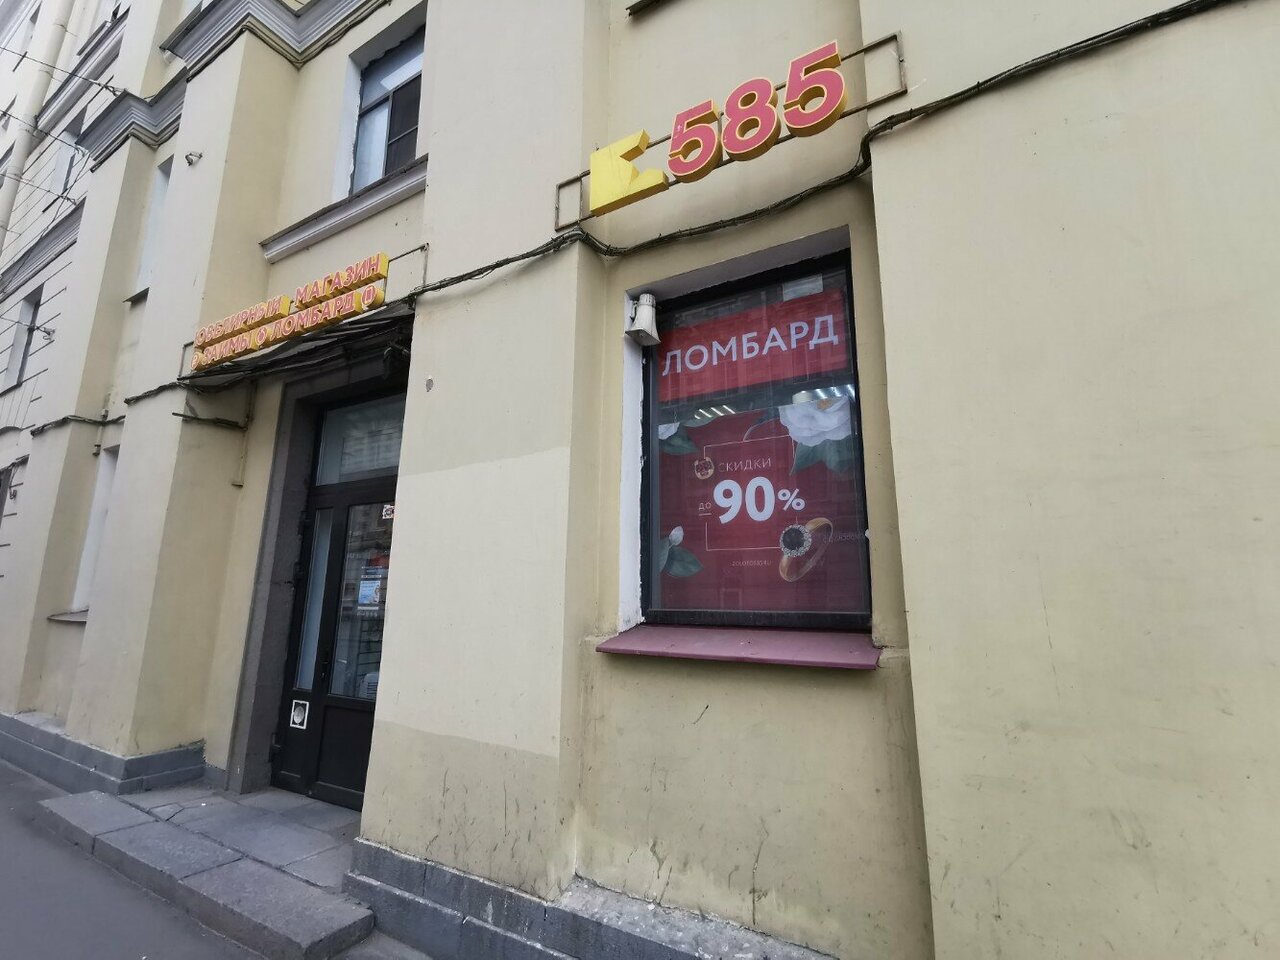 585
ЮВЕЛИРНЫЙ МАГАЗИН
ЗАЙМЫ ЛОМБАРД
ЛОМБАРД
СКИДКИ
ДО 90%